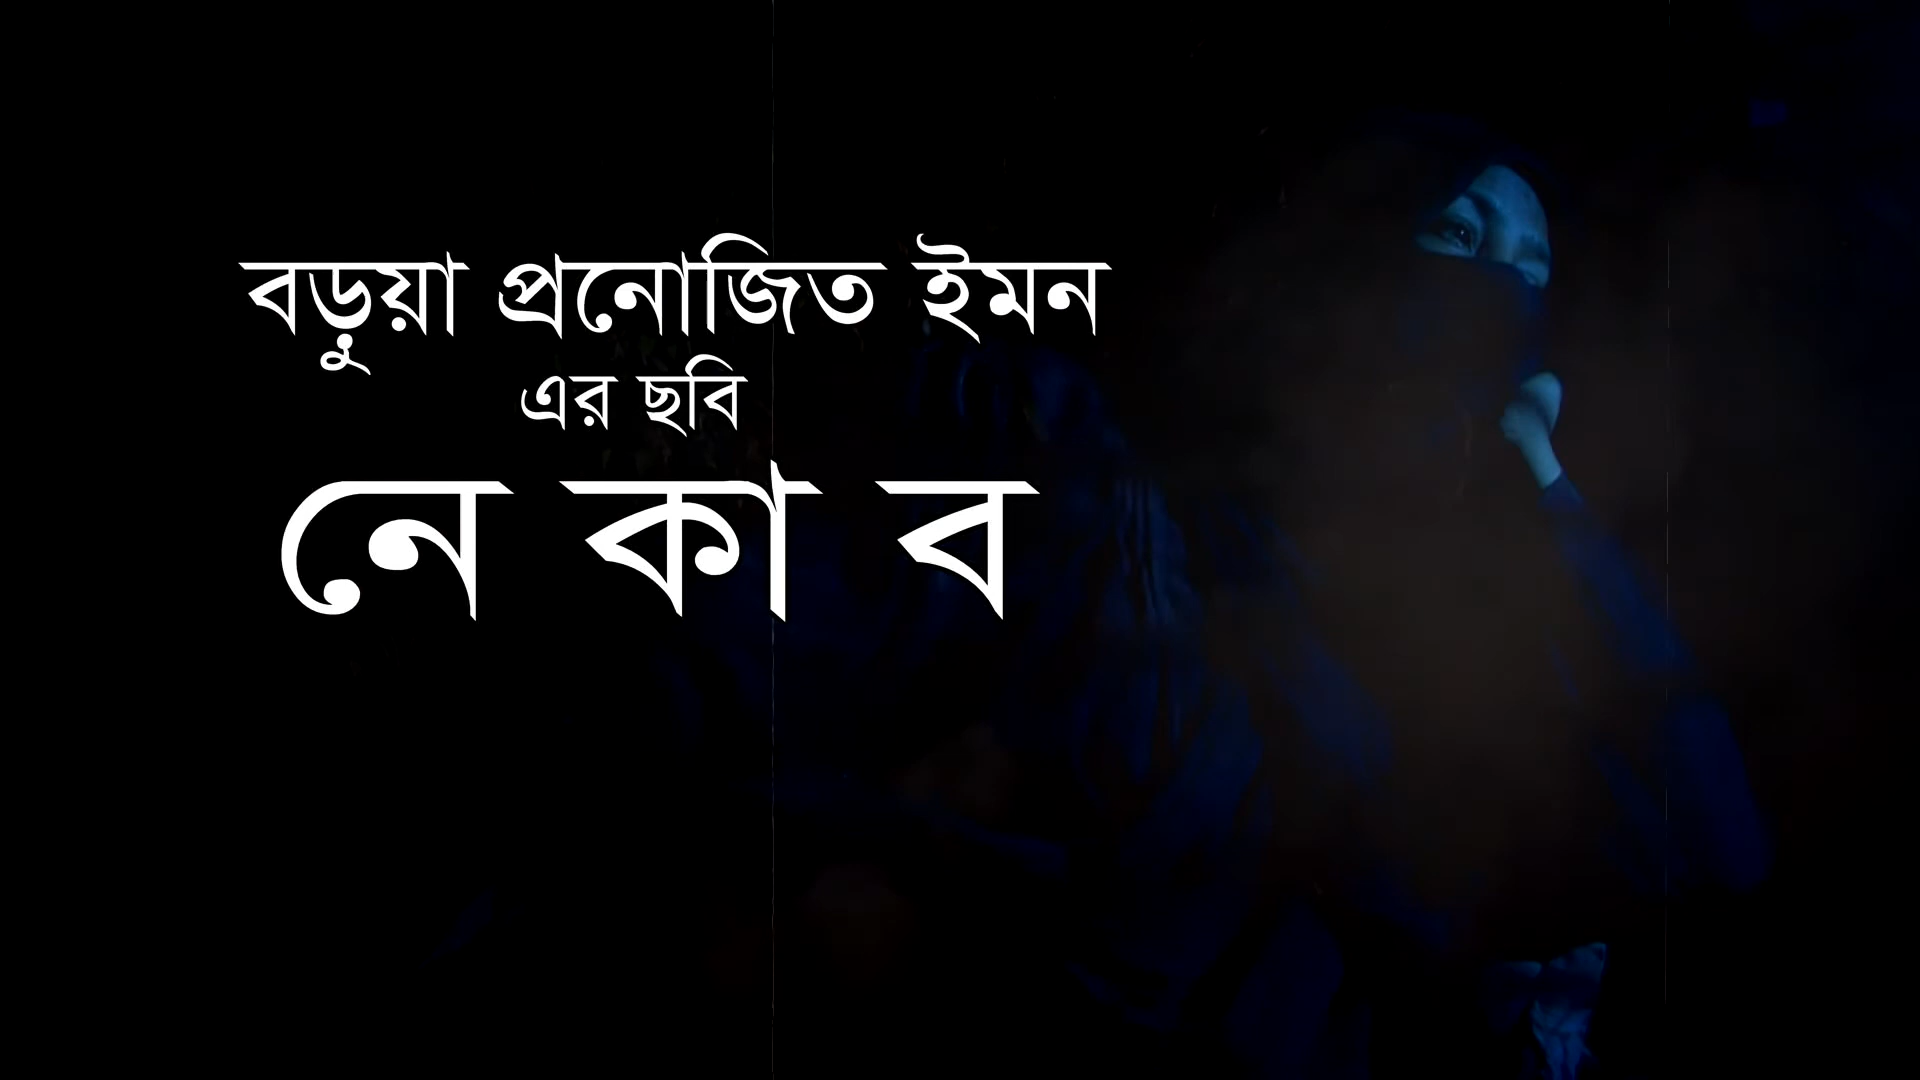 বড়ুয়া প্রনোজিত ইমন
এর ছবি
নে কা ব